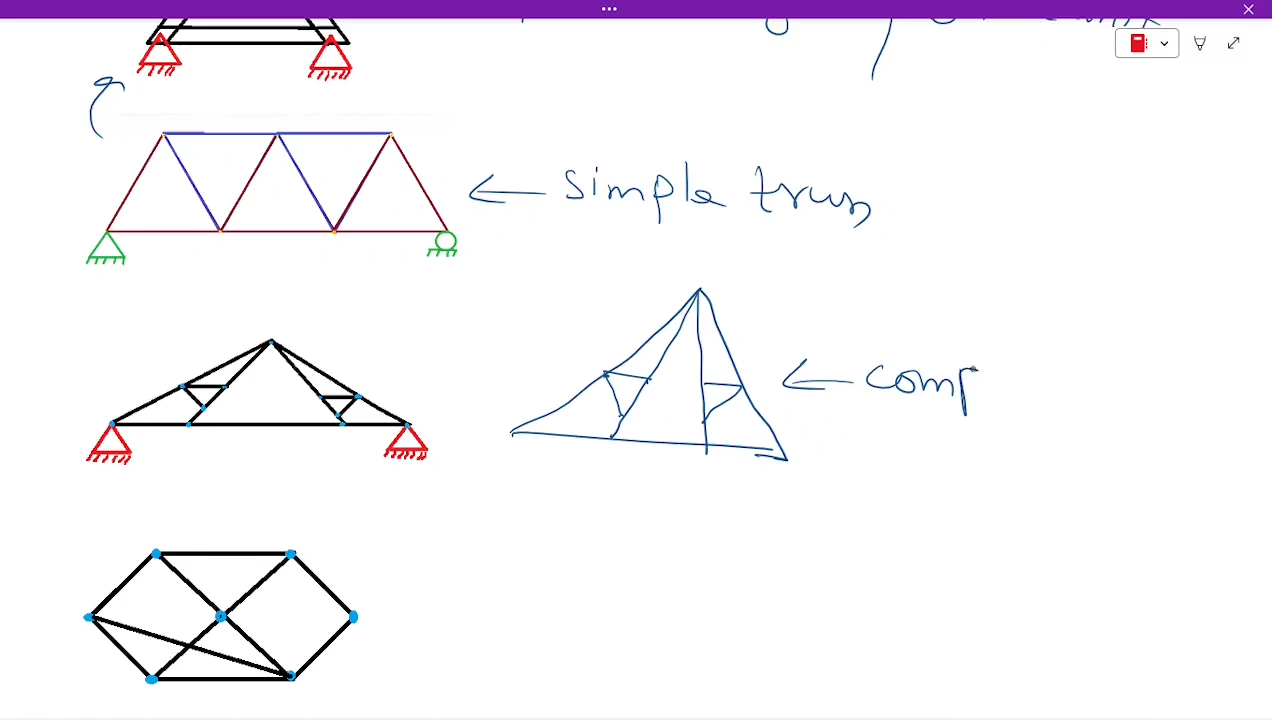 ← simple truss
← comp